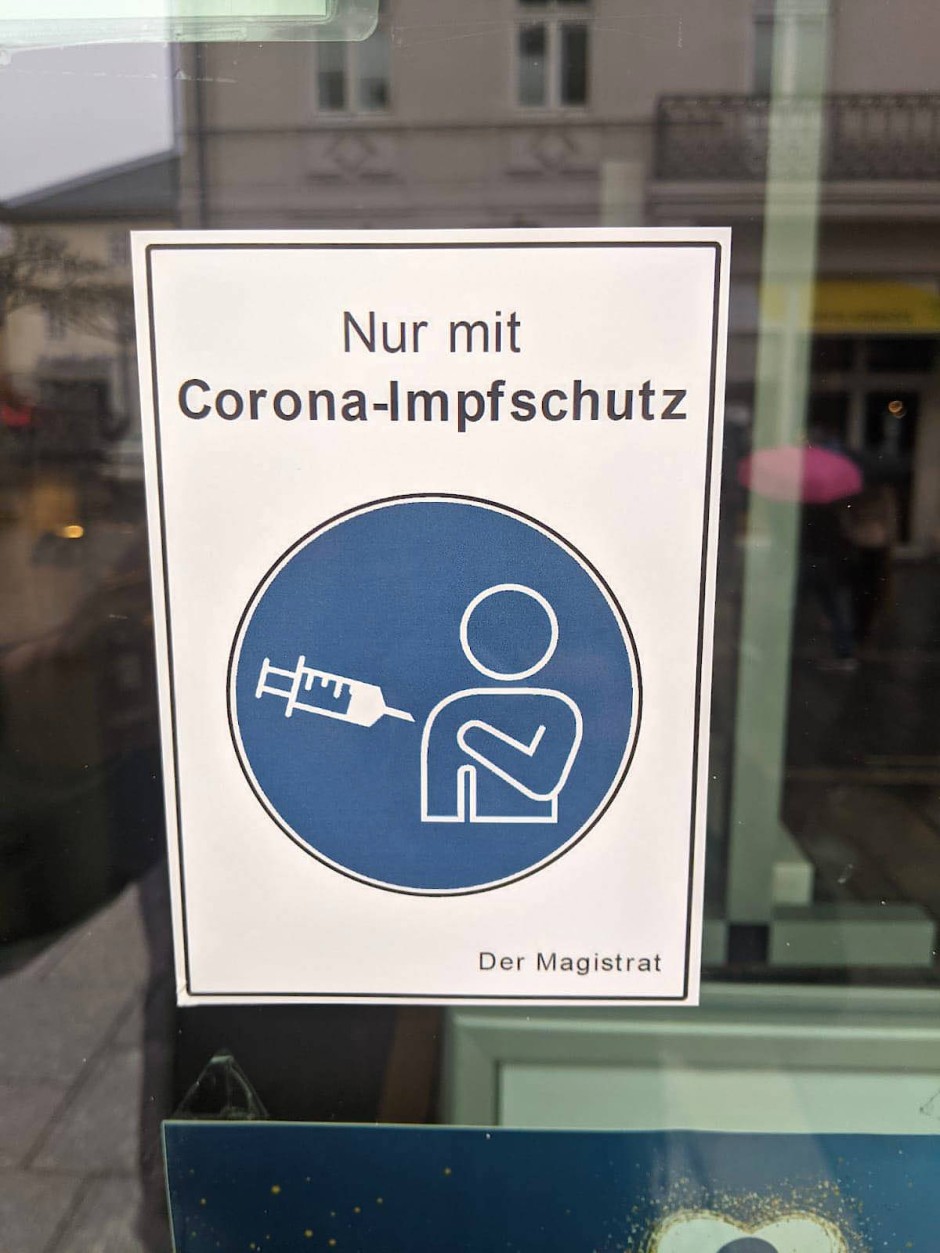 Nur mit
Corona-Impfschutz
Der Magistrat